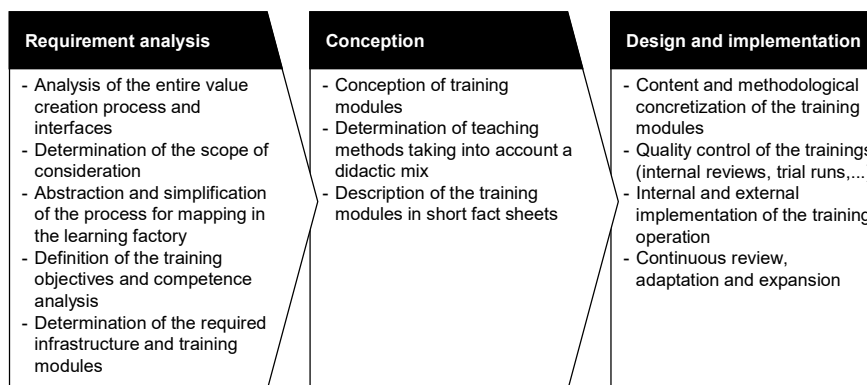 Requirement analysis
- Analysis of the entire value
creation process and
interfaces
- Determination of the scope of
consideration
- Abstraction and simplification
of the process for mapping in
the learning factory
- Definition of the training
objectives and competence
analysis
- Determination of the required
infrastructure and training
modules
Conception
- Conception of training
modules
- Determination of teaching
methods taking into account a
didactic mix
- Description of the training
modules in short fact sheets
Design and implementation
- Content and methodological
concretization of the training
modules
- Quality control of the trainings
(internal reviews, trial runs,...
- Internal and external
implementation of the training
operation
- Continuous review,
adaptation and expansion